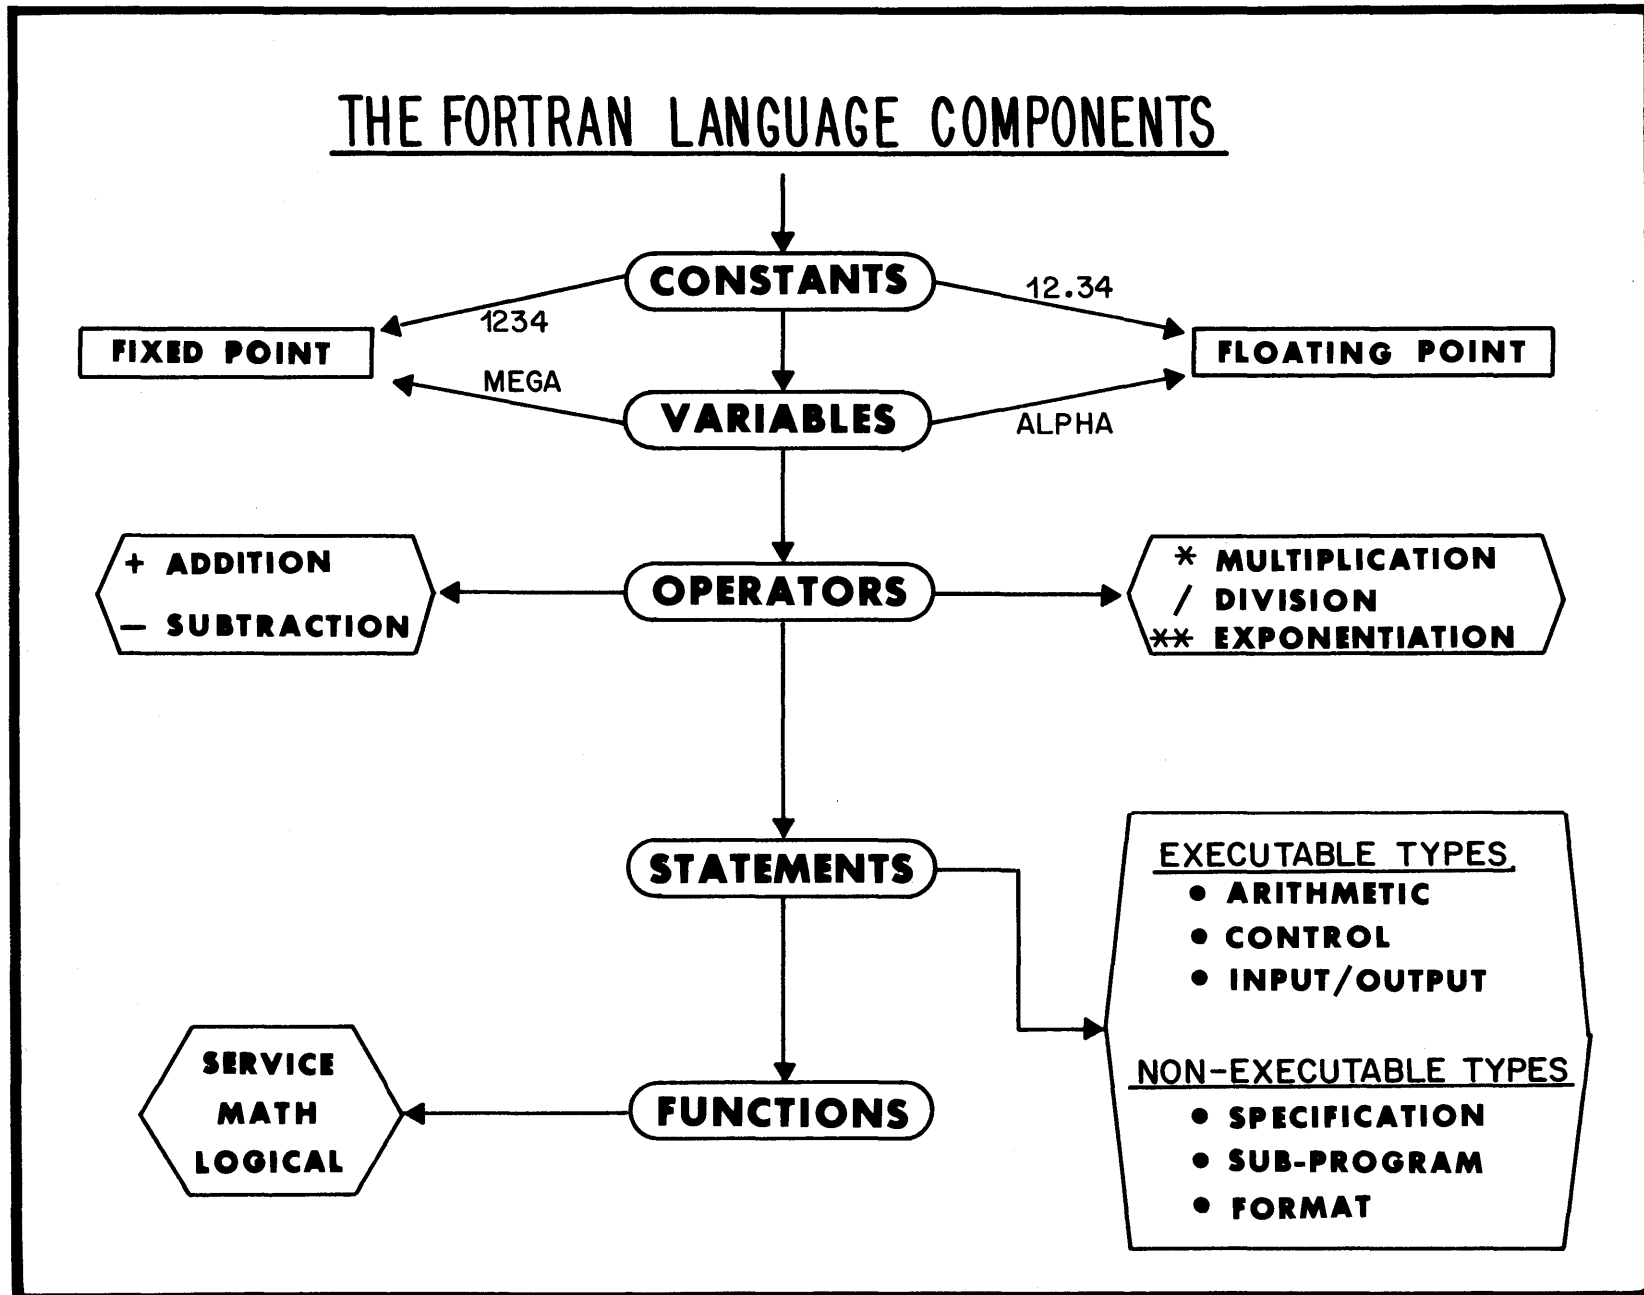 THE FORTRAN LANGUAGE COMPONENTS
CONSTANTS
1234
12.34
FIXED POINT
FLOATING POINT
MEGA
VARIABLES
ALPHA
+ ADDITION
— SUBTRACTION
OPERATORS
* MULTIPLICATION
/ DIVISION
** EXPONENTIATION
STATEMENTS
EXECUTABLE TYPES
• ARITHMETIC
• CONTROL
• INPUT/OUTPUT
NON-EXECUTABLE TYPES
• SPECIFICATION
• SUB-PROGRAM
• FORMAT
SERVICE
MATH
LOGICAL
FUNCTIONS